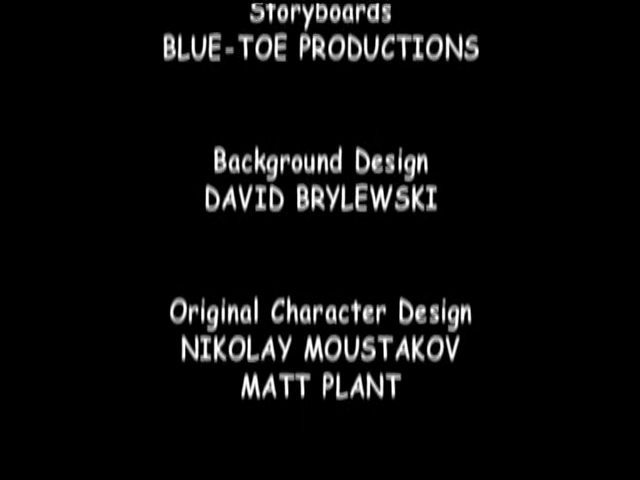 Storyboards
BLUE-TOE PRODUCTIONS
Background Design
DAVID BRYLEWSKI
Original Character Design
NIKOLAY MOUSTAKOV
MATT PLANT